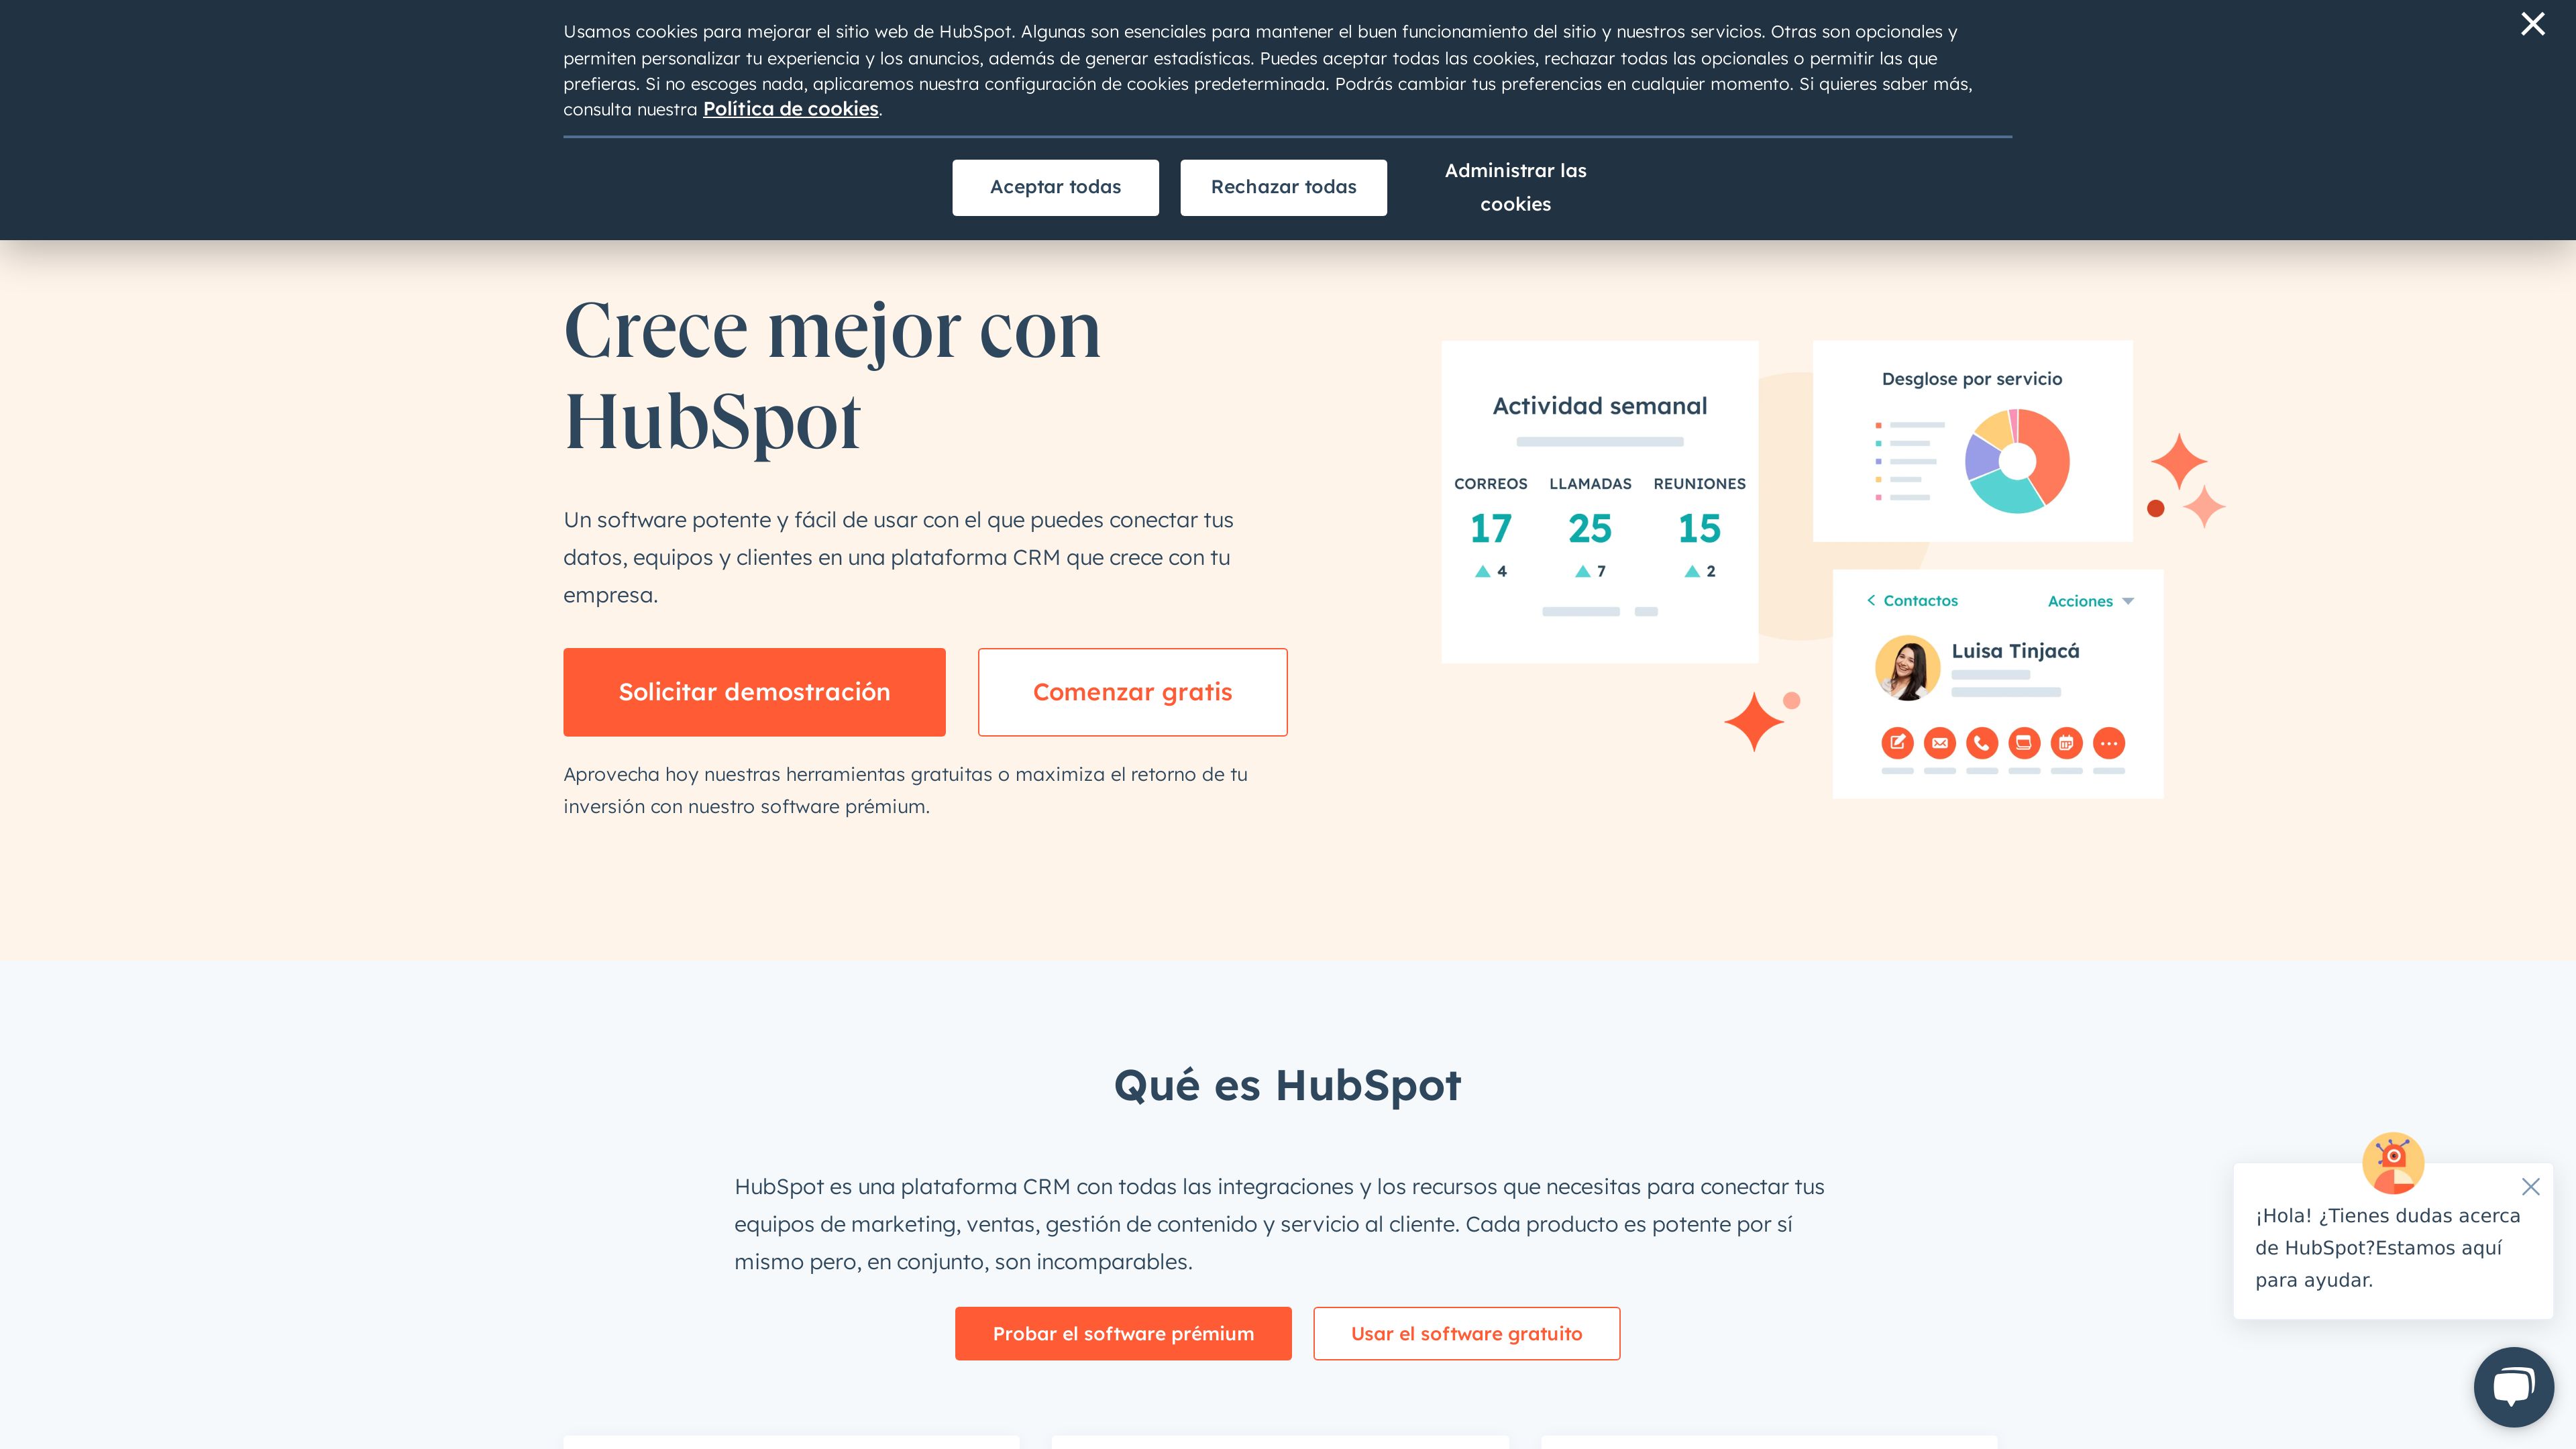 Usamos cookies para mejorar el sitio web de HubSpot. Algunas son esenciales para mantener el buen funcionamiento del sitio y nuestros servicios. Otras son opcionales y
permiten personalizar tu experiencia y los anuncios, además de generar estadísticas. Puedes aceptar todas las cookies, rechazar todas las opcionales o permitir las que
prefieras. Si no escoges nada, aplicaremos nuestra configuración de cookies predeterminada. Podrás cambiar tus preferencias en cualquier momento. Si quieres saber más,
consulta nuestra Política de cookies.
Aceptar todas
Rechazar todas
Administrar las
cookies
Crece mejor con
HubSpot
Un software potente y fácil de usar con el que puedes conectar tus
datos, equipos y clientes en una plataforma CRM que crece con tu
empresa.
Solicitar demostración
Comenzar gratis
Aprovecha hoy nuestras herramientas gratuitas o maximiza el retorno de tu
inversión con nuestro software prémium.
Actividad semanal
CORREOS LLAMADAS REUNIONES
17 25 15
4 7 2
Desglose por servicio
Contactos
Acciones
Luisa Tinjacá
Qué es HubSpot
HubSpot es una plataforma CRM con todas las integraciones y los recursos que necesitas para conectar tus
equipos de marketing, ventas, gestión de contenido y servicio al cliente. Cada producto es potente por sí
mismo pero, en conjunto, son incomparables.
Probar el software prémium
Usar el software gratuito
¡Hola! ¿Tienes dudas acerca
de HubSpot?Estamos aquí
para ayudar.